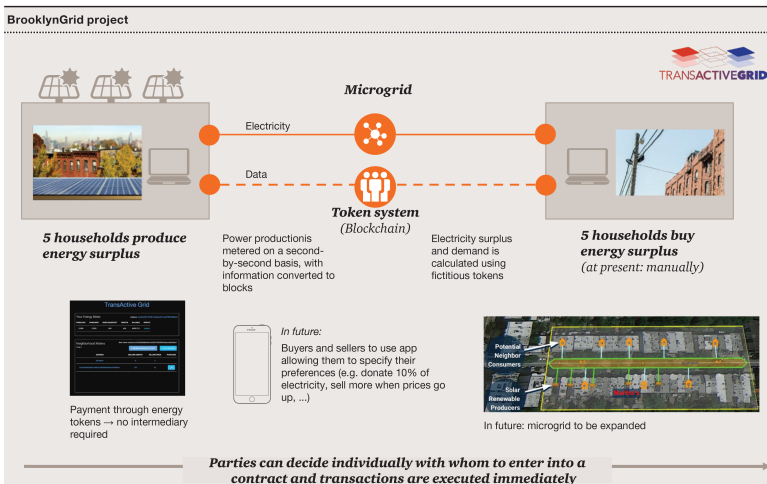 BrooklynGrid project
TRANSACTIVEGRID
Microgrid
Electricity
Data
Token system
(Blockchain)
5 households produce
energy surplus
Power productionis
metered on a second-
by-second basis, with
information converted to
blocks
Electricity surplus
and demand is
calculated using
fictitious tokens
5 households buy
energy surplus
(at present: manually)
TransActive Grid
Payment through energy
tokens → no intermediary
required
In future:
Buyers and sellers to use app
allowing them to specify their
preferences (e.g. donate 10% of
electricity, sell more when prices go
up, ...)
Potential
Neighbor
Consumers
Solar
Renewable
Producers
In future: microgrid to be expanded
Parties can decide individually with whom to enter into a
contract and transactions are executed immediately